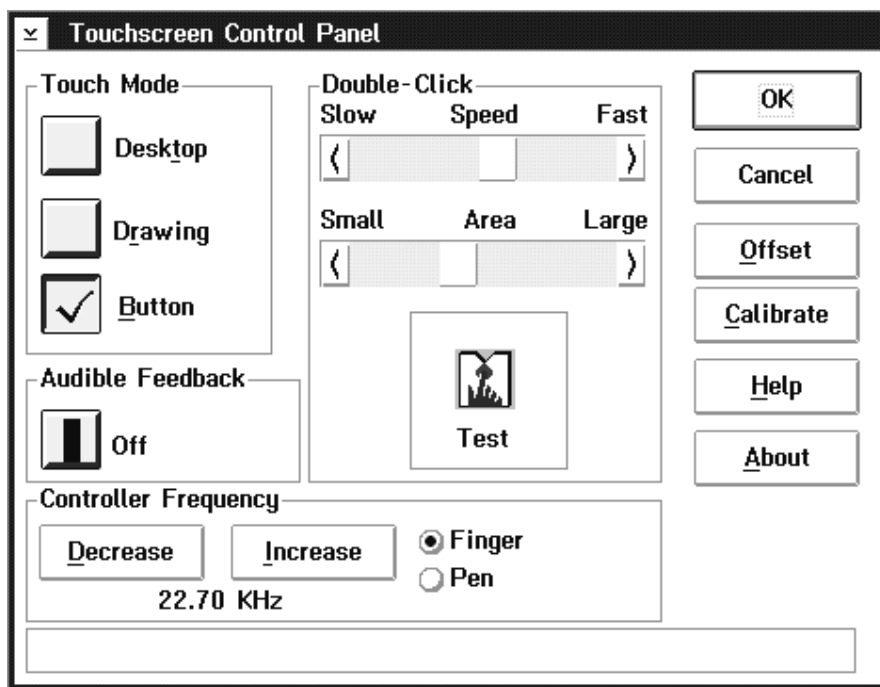 Touchscreen Control Panel
Touch Mode
Desktop
Drawing
Button
Audible Feedback
Off
Double-Click
Slow Speed Fast
Small Area Large
Test
OK
Cancel
Offset
Calibrate
Help
About
Controller Frequency
Decrease Increase
22.70 KHz
Finger
Pen